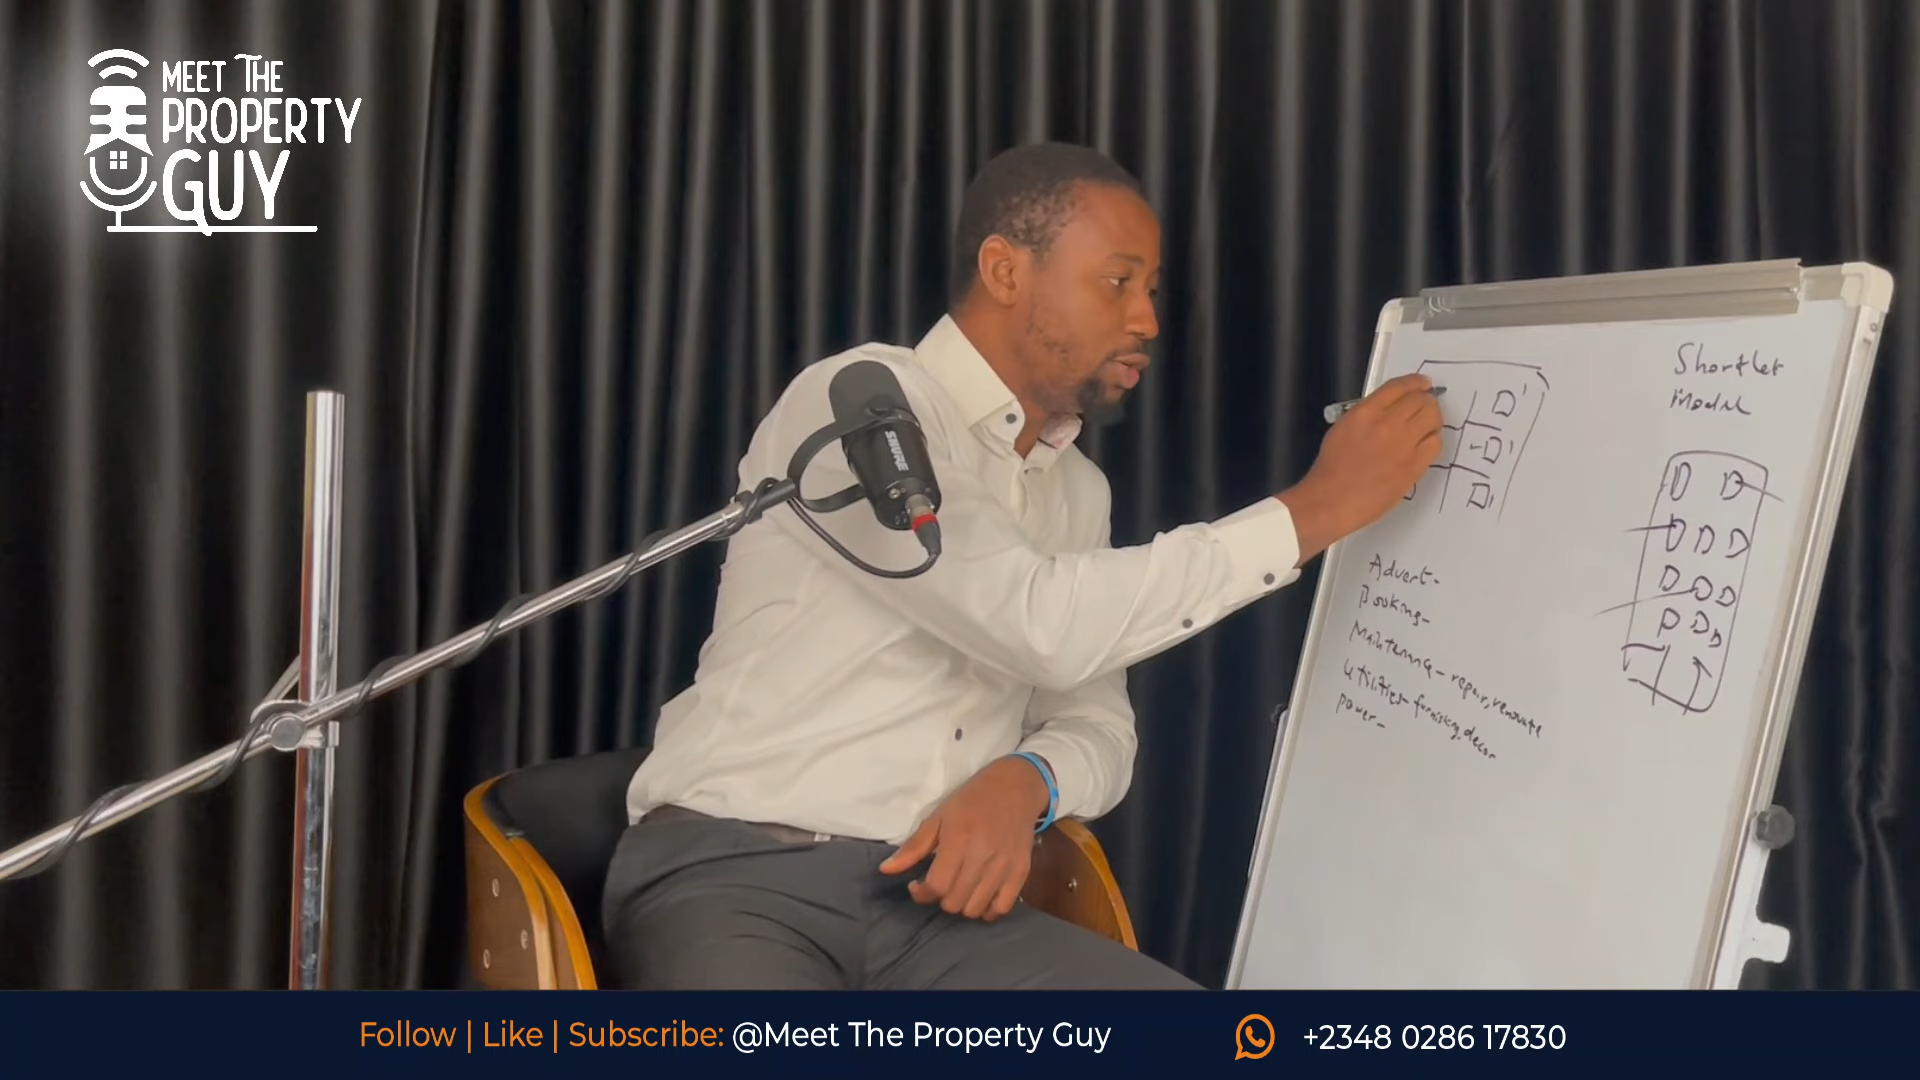 MEET THE
PROPERTY
GUY
SHURE
Shortlet
Model
Advert-
Booking-
Maintenance- repair, renovate
Utilities- furnishing, decor
power-
Follow | Like | Subscribe: @Meet The Property Guy
+2348 0286 17830